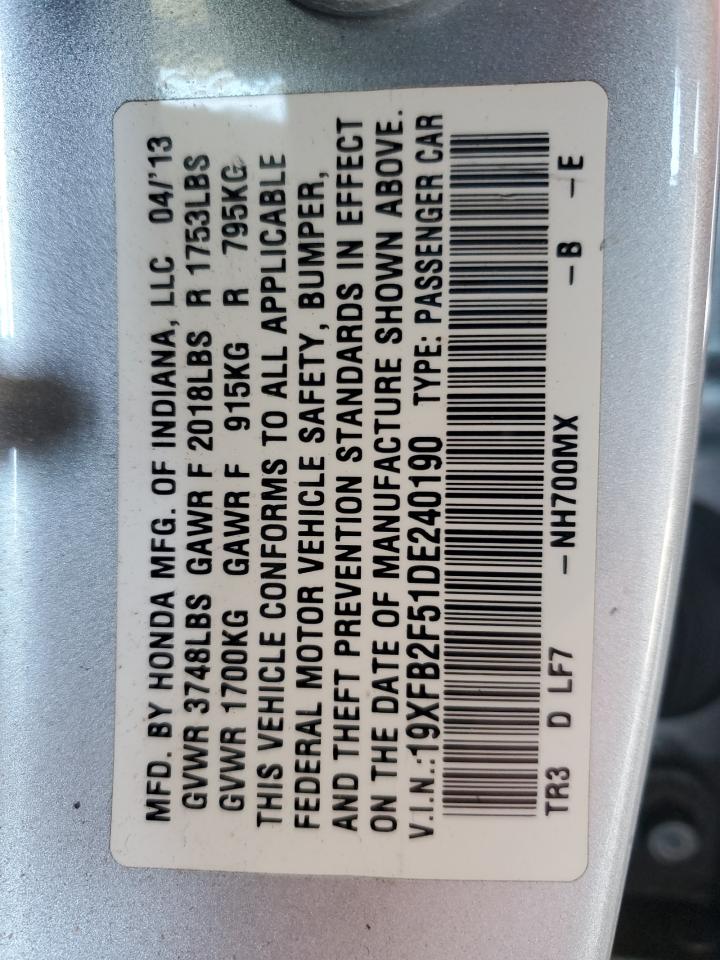 MFD. BY HONDA MFG. OF INDIANA, LLC 04/'13
GVWR 3748LBS GAWR F 2018LBS R 1753LBS
GVWR 1700KG GAWR F 915KG R 795KG
THIS VEHICLE CONFORMS TO ALL APPLICABLE
FEDERAL MOTOR VEHICLE SAFETY, BUMPER,
AND THEFT PREVENTION STANDARDS IN EFFECT
ON THE DATE OF MANUFACTURE SHOWN ABOVE.
V.I.N.:19XFB2F51DE240190 TYPE: PASSENGER CAR
TR3 D LF7 –NH700MX –B –E